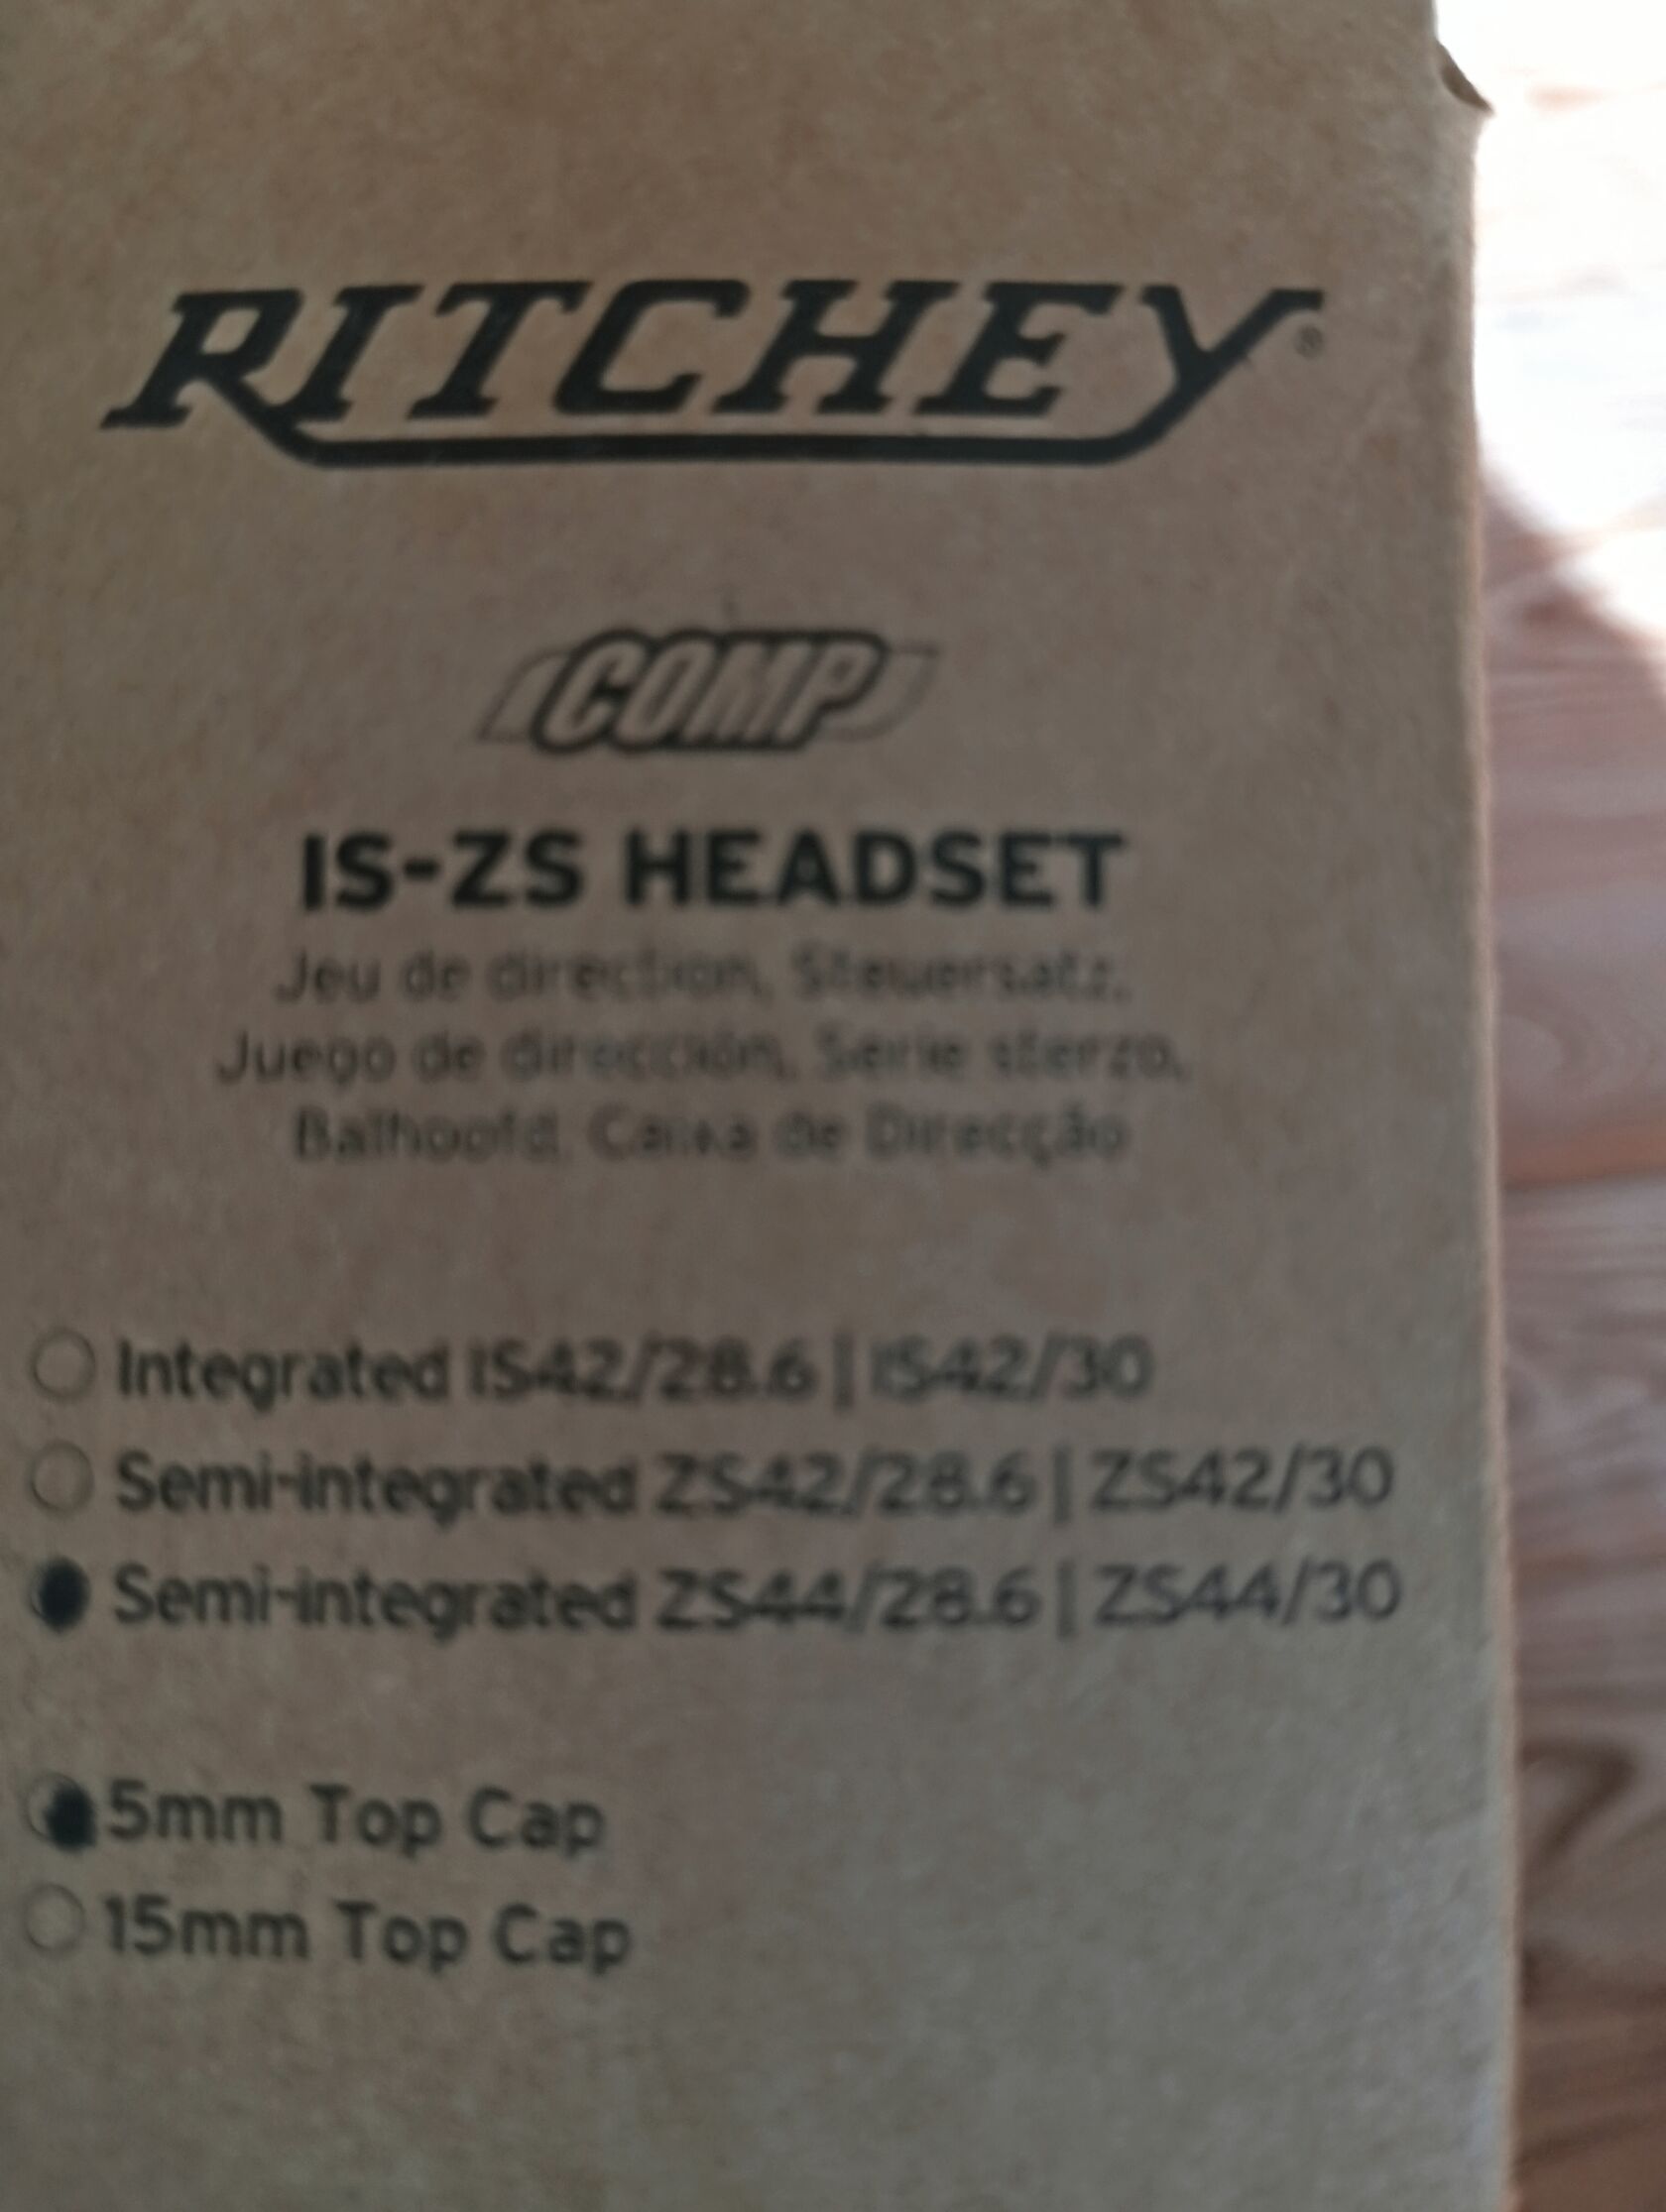 RITCHEY®
COMP
IS-ZS HEADSET
Jeu de direction, Steuersatz,
Juego de dirección, Serie sterzo,
Balhoofd, Caixa de Direcção
Integrated IS42/28.6 | IS42/30
Semi-integrated ZS42/28.6 | ZS42/30
Semi-integrated ZS44/28.6 | ZS44/30
5mm Top Cap
15mm Top Cap